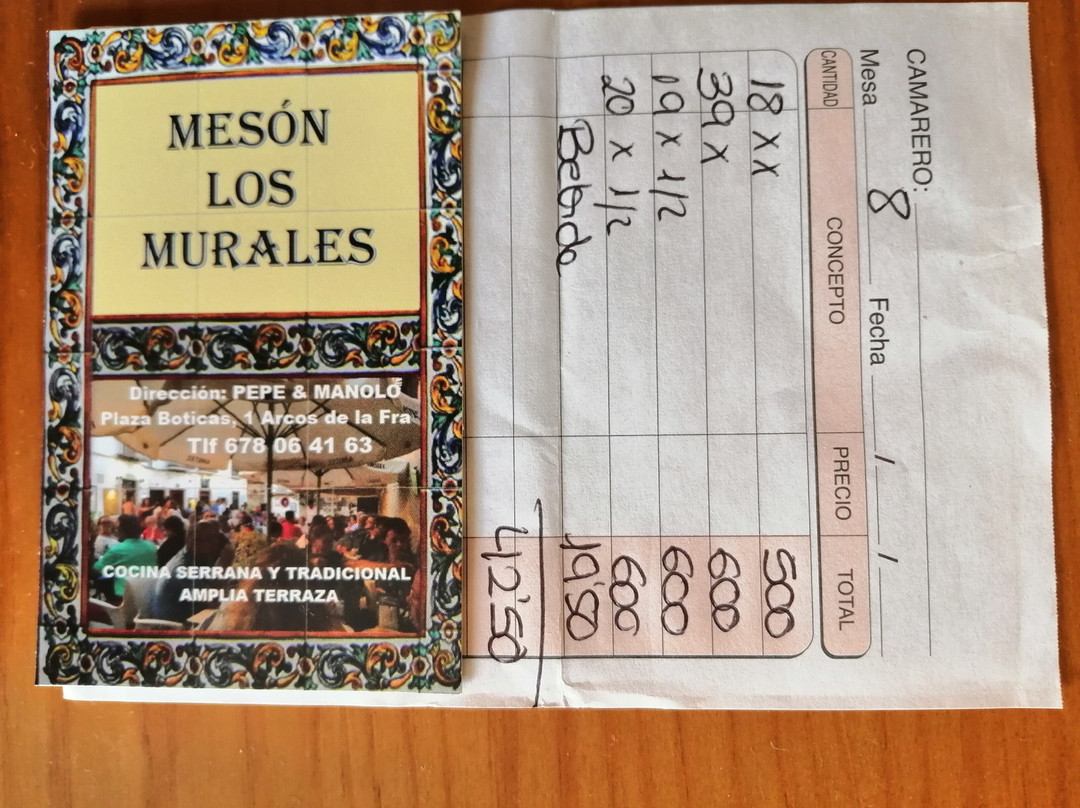 MESÓN
LOS
MURALES
Dirección: PEPE & MANOLO
Plaza Boticas, 1 Arcos de la Fra
Tlf 678 06 41 63
COCINA SERRANA Y TRADICIONAL
AMPLIA TERRAZA
CAMARERO:
Mesa 8 Fecha / /
CANTIDAD CONCEPTO PRECIO TOTAL
18 x x 500
39 x 600
19 x 1/2 600
20 x 1/2 600
Bebida 19'50
42'50